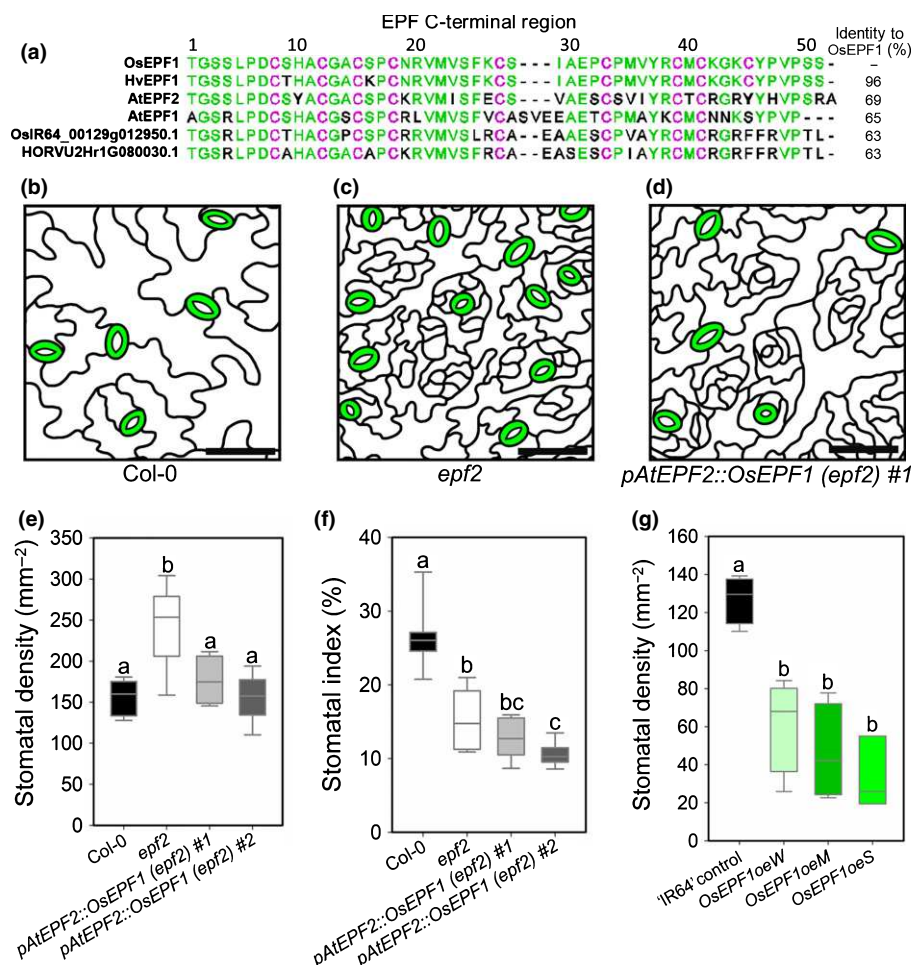 EPF C-terminal region
(a)
1 10 20 30 40 50
Identity to OsEPF1 (%)
OsEPF1 TGSSLPDCSHACGACSPCNRVMVSFKCS---IAEPCPMVYRCMCKGKCYPVPSS- –
HvEPF1 TGSSLPDCTHACGACKPCNRVMVSFKCS---IAEPCPMVYRCMCKGKCYPVPSS- 96
AtEPF2 TGSSLPDCSYACGACSPCKRVMISFECS---VAESCSVIYRCTCRGRYYHVPSRA 69
AtEPF1 AGSRLPDCSHACGSCSPCRLVMVSFVCASVEEAETCPMAYKCMCNNKSYPVP--- 65
OsIR64_00129g012950.1 TGSRLPDCTHACGPCSPCRRVMVSLRCA--EAAESCPVAYRCMCRGRFFRVPTL- 63
HORVU2Hr1G080030.1 TGSRLPDCAHACGACAPCKRVMVSFRCA--EASESCPIAYRCMCRGRFFRVPTL- 63
(b)
(c)
(d)
Col-0
epf2
pAtEPF2::OsEPF1 (epf2) #1
(e)
Stomatal density (mm⁻²)
350
300
250
200
150
100
50
0
a
b
a
a
Col-0
epf2
pAtEPF2::OsEPF1 (epf2) #1
pAtEPF2::OsEPF1 (epf2) #2
(f)
Stomatal index (%)
40
30
20
10
0
a
b
bc
c
Col-0
epf2
pAtEPF2::OsEPF1 (epf2) #1
pAtEPF2::OsEPF1 (epf2) #2
(g)
Stomatal density (mm⁻²)
160
140
120
100
80
60
40
20
0
a
b
b
b
'IR64' control
OsEPF1oeW
OsEPF1oeM
OsEPF1oeS